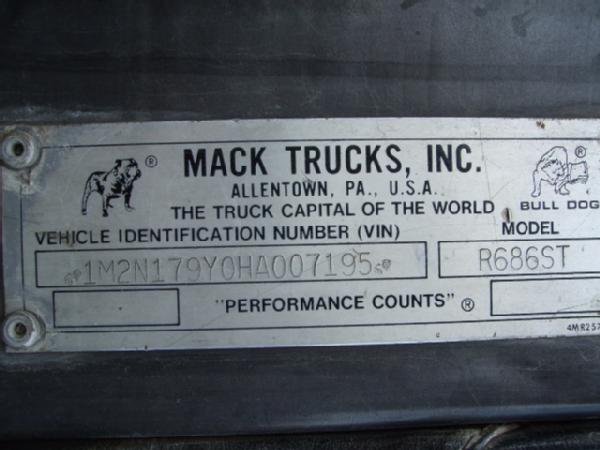 ® MACK TRUCKS, INC. ®
ALLENTOWN, PA., U.S.A.
THE TRUCK CAPITAL OF THE WORLD BULL DOG
VEHICLE IDENTIFICATION NUMBER (VIN) MODEL
1M2N179Y0HA007195 R686ST
"PERFORMANCE COUNTS" ®